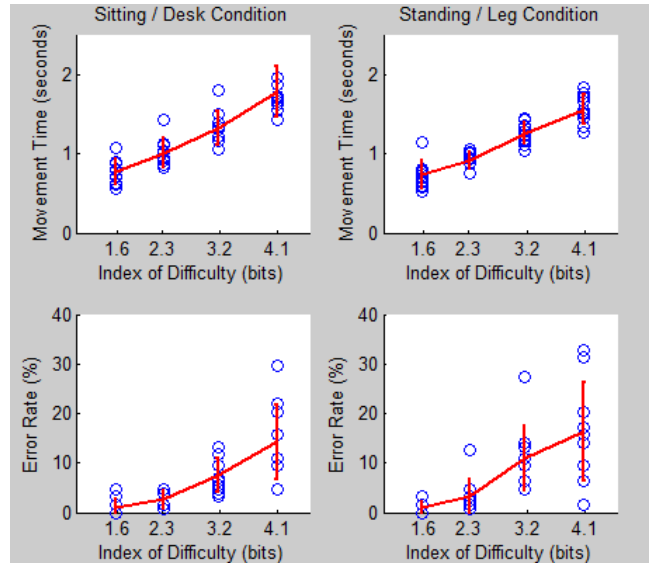 Sitting / Desk Condition
Movement Time (seconds)
2
1
0
1.6 2.3 3.2 4.1
Index of Difficulty (bits)
Standing / Leg Condition
Movement Time (seconds)
2
1
0
1.6 2.3 3.2 4.1
Index of Difficulty (bits)
Error Rate (%)
40
30
20
10
0
1.6 2.3 3.2 4.1
Index of Difficulty (bits)
Error Rate (%)
40
30
20
10
0
1.6 2.3 3.2 4.1
Index of Difficulty (bits)